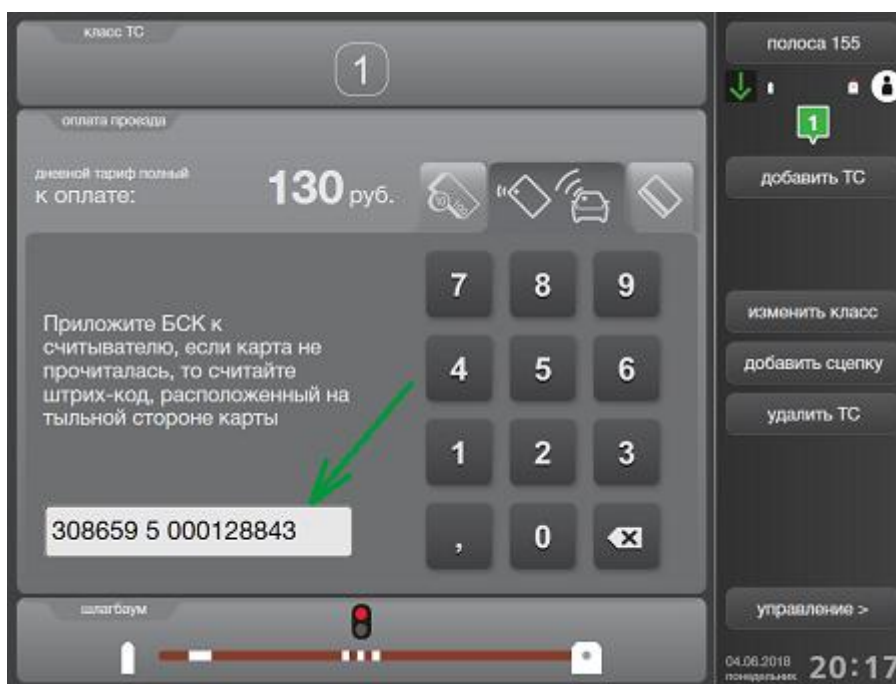 класс ТС
1
оплата проезда
дневной тариф полный
к оплате:
130 руб.
7 8 9
Приложите БСК к
считывателю, если карта не
прочиталась, то считайте
штрих-код, расположенный на
тыльной стороне карты
4 5 6
1 2 3
308659 5 000128843
, 0
шлагбаум
полоса 155
1
добавить ТС
изменить класс
добавить сцепку
удалить ТС
управление >
04.06.2018
понедельник
20:17